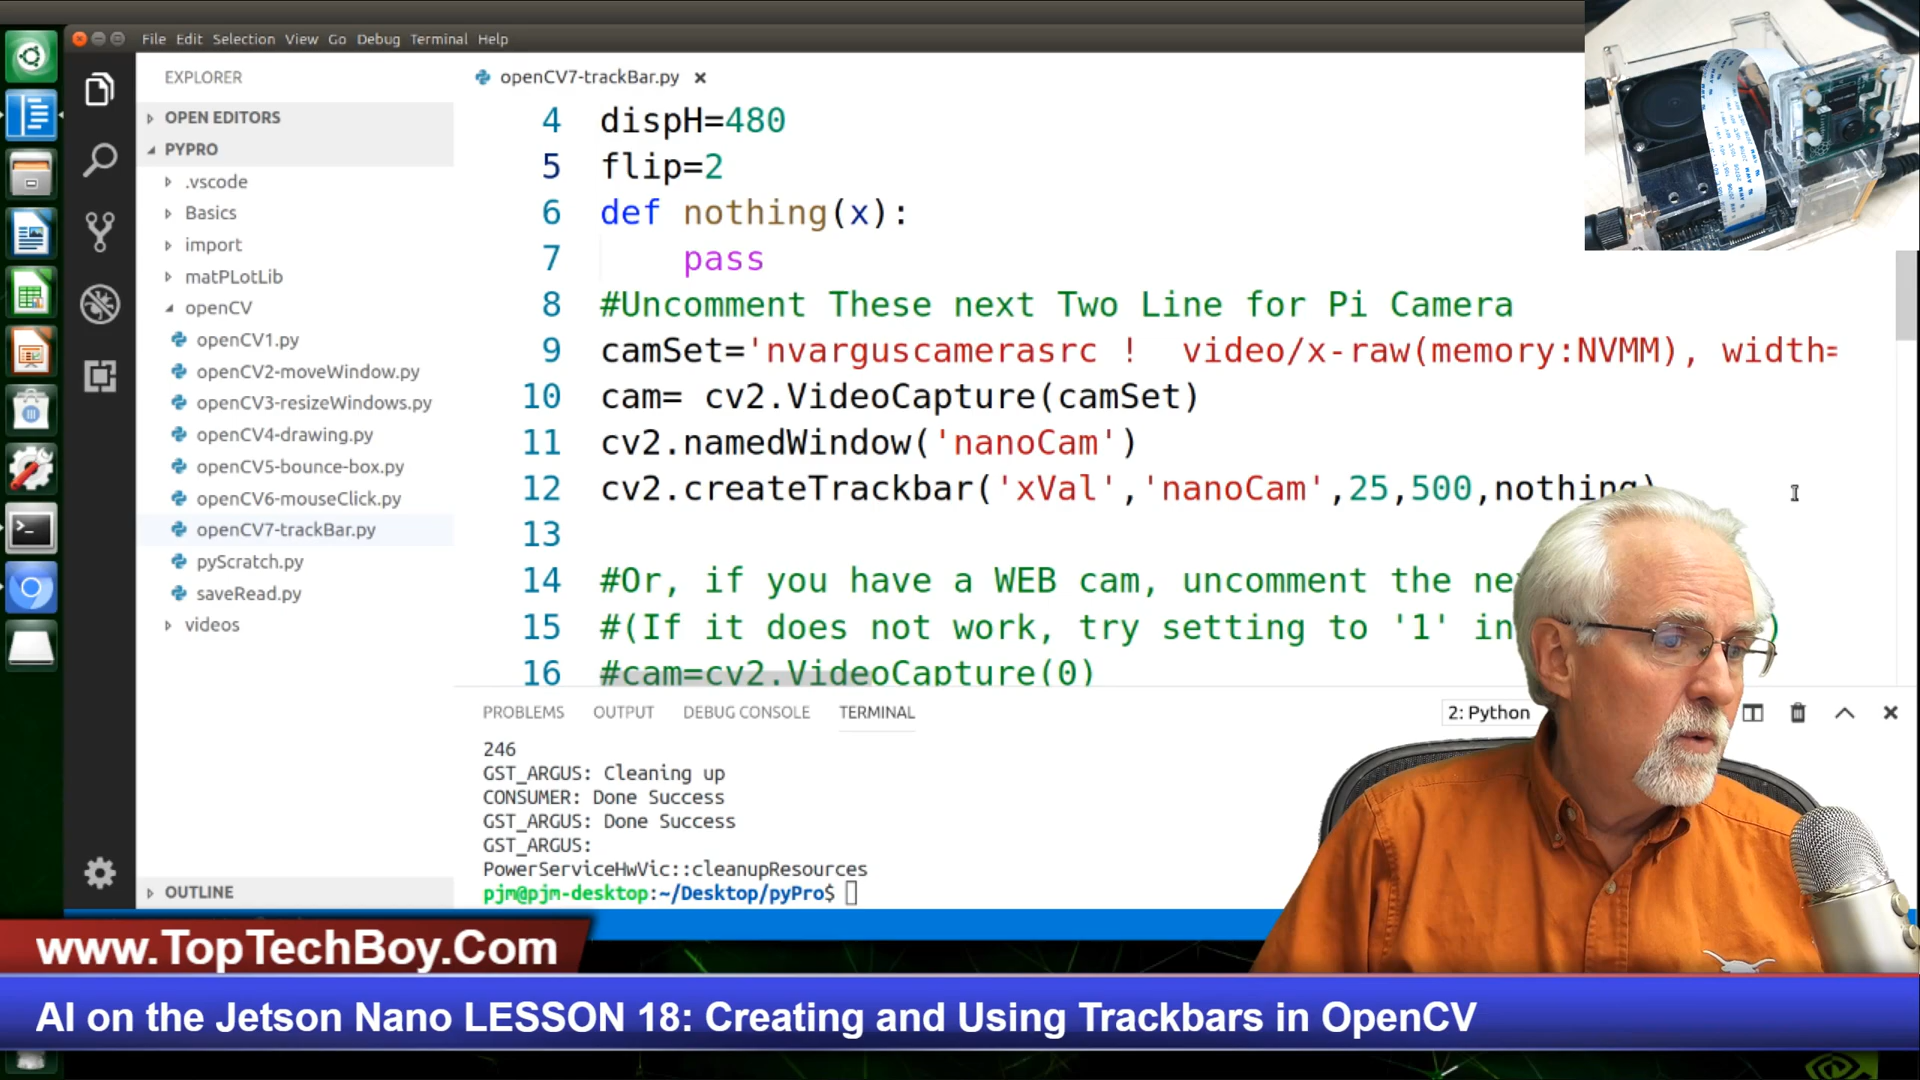 File Edit Selection View Go Debug Terminal Help
EXPLORER
OPEN EDITORS
PYPRO
.vscode
Basics
import
matPLotLib
openCV
openCV1.py
openCV2-moveWindow.py
openCV3-resizeWindows.py
openCV4-drawing.py
openCV5-bounce-box.py
openCV6-mouseClick.py
openCV7-trackBar.py
pyScratch.py
saveRead.py
videos
OUTLINE
openCV7-trackBar.py
4 dispH=480
5 flip=2
6 def nothing(x):
7 pass
8 #Uncomment These next Two Line for Pi Camera
9 camSet='nvarguscamerasrc ! video/x-raw(memory:NVMM), width=
10 cam= cv2.VideoCapture(camSet)
11 cv2.namedWindow('nanoCam')
12 cv2.createTrackbar('xVal','nanoCam',25,500,nothing)
13
14 #Or, if you have a WEB cam, uncomment the ne
15 #(If it does not work, try setting to '1' in )
16 #cam=cv2.VideoCapture(0)
PROBLEMS OUTPUT DEBUG CONSOLE TERMINAL
2: Python
246
GST_ARGUS: Cleaning up
CONSUMER: Done Success
GST_ARGUS: Done Success
GST_ARGUS:
PowerServiceHwVic::cleanupResources
pjm@pjm-desktop:~/Desktop/pyPro$
www.TopTechBoy.Com
AI on the Jetson Nano LESSON 18: Creating and Using Trackbars in OpenCV